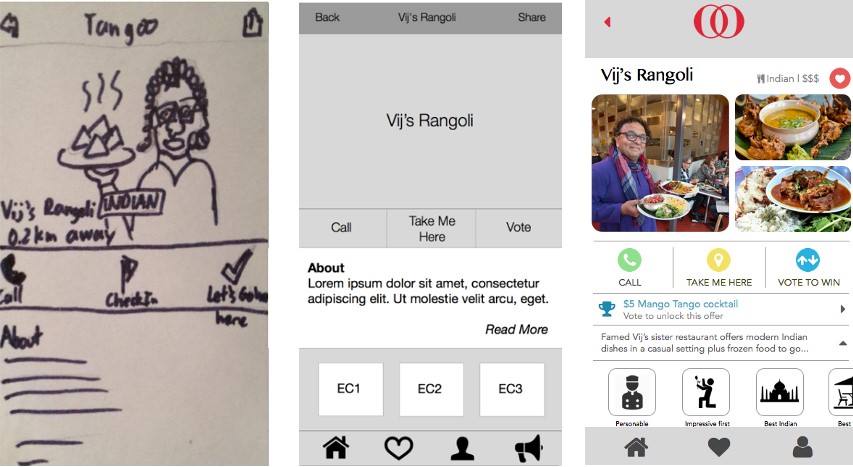 Tangoo
Vij's Rangoli
INDIAN
0.2 km away
Call
CheckIn
Let's Go
here
About
Back
Vij's Rangoli
Share
Vij's Rangoli
Call
Take Me
Here
Vote
About
Lorem ipsum dolor sit amet, consectetur
adipiscing elit. Ut molestie velit arcu, eget.
Read More
EC1
EC2
EC3
Vij's Rangoli
Indian | $$$
CALL
TAKE ME HERE
VOTE TO WIN
$5 Mango Tango cocktail
Vote to unlock this offer
Famed Vij's sister restaurant offers modern Indian
dishes in a casual setting plus frozen food to go...
Personable
Impressive first
Best Indian
Best